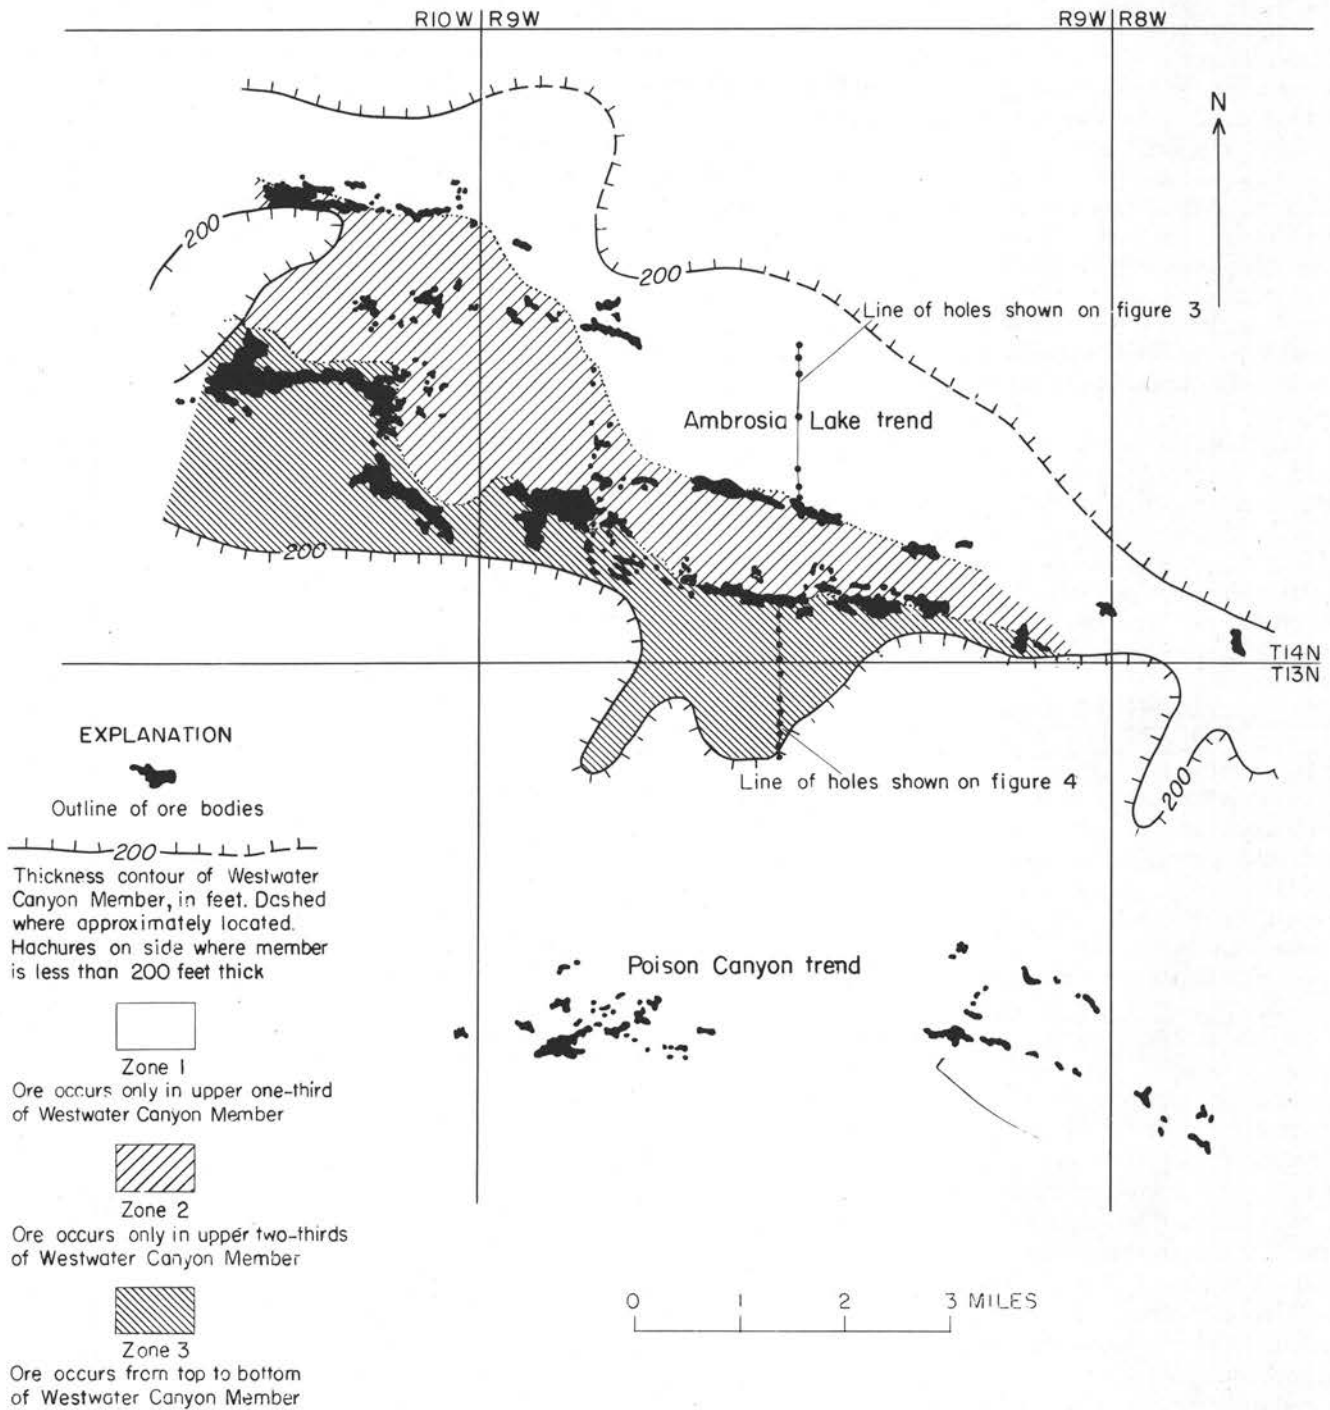 R10W R9W
R9W R8W
N
200
200
Line of holes shown on figure 3
Ambrosia Lake trend
200
T14N
T13N
EXPLANATION
Outline of ore bodies
Line of holes shown on figure 4
200
200
Thickness contour of Westwater
Canyon Member, in feet. Dashed
where approximately located.
Hachures on side where member
is less than 200 feet thick
Poison Canyon trend
Zone 1
Ore occurs only in upper one-third
of Westwater Canyon Member
Zone 2
Ore occurs only in upper two-thirds
of Westwater Canyon Member
0 1 2 3 MILES
Zone 3
Ore occurs from top to bottom
of Westwater Canyon Member